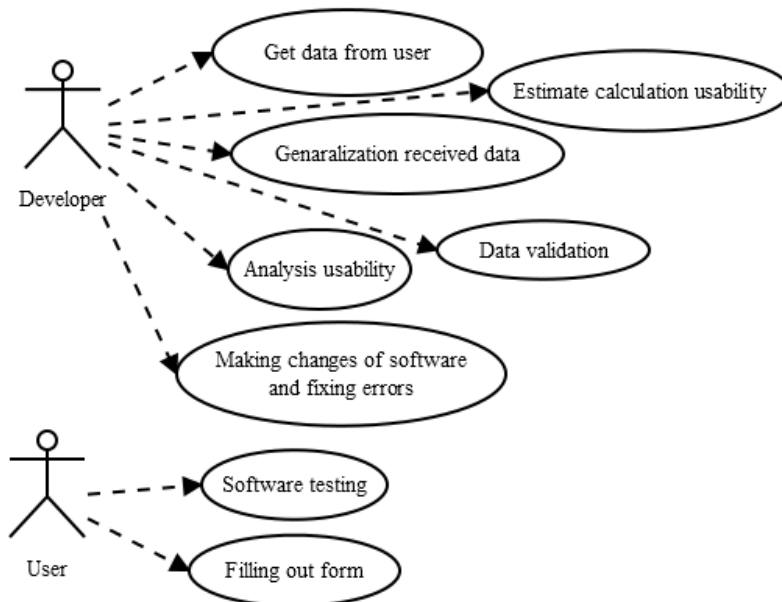 Get data from user
Estimate calculation usability
Genaralization received data
Developer
Data validation
Analysis usability
Making changes of software
and fixing errors
Software testing
User
Filling out form